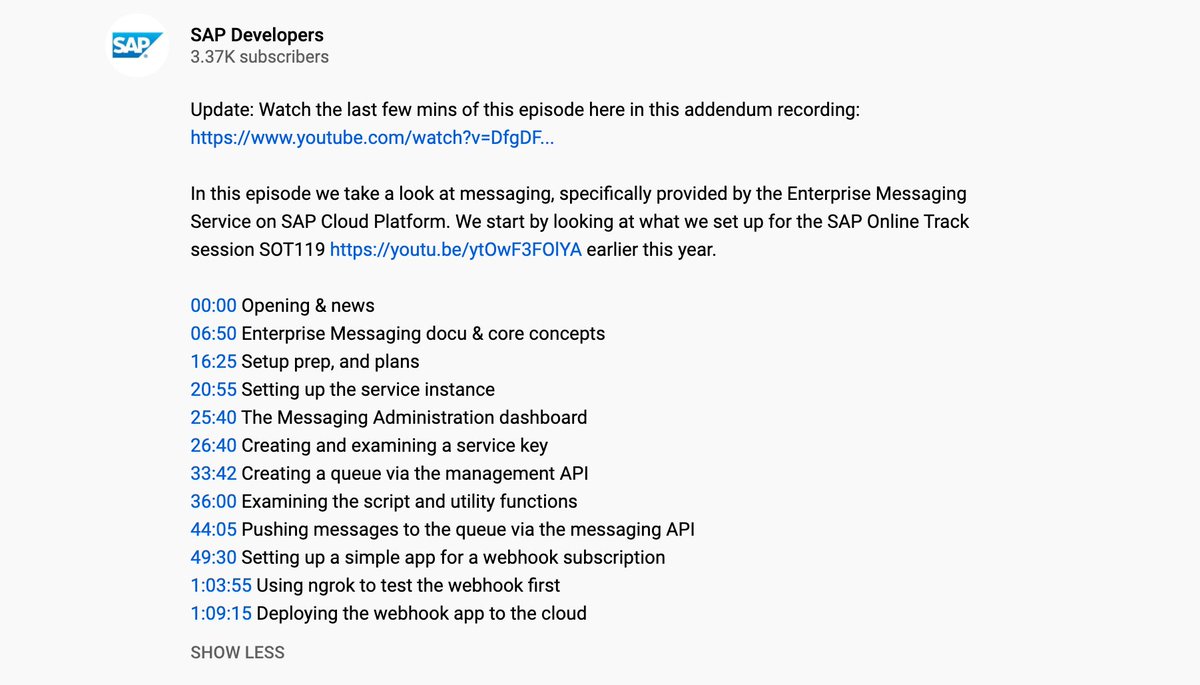 SAP
SAP Developers
3.37K subscribers
Update: Watch the last few mins of this episode here in this addendum recording:
https://www.youtube.com/watch?v=DfgDF...
In this episode we take a look at messaging, specifically provided by the Enterprise Messaging
Service on SAP Cloud Platform. We start by looking at what we set up for the SAP Online Track
session SOT119 https://youtu.be/ytOwF3FOlYA earlier this year.
00:00 Opening & news
06:50 Enterprise Messaging docu & core concepts
16:25 Setup prep, and plans
20:55 Setting up the service instance
25:40 The Messaging Administration dashboard
26:40 Creating and examining a service key
33:42 Creating a queue via the management API
36:00 Examining the script and utility functions
44:05 Pushing messages to the queue via the messaging API
49:30 Setting up a simple app for a webhook subscription
1:03:55 Using ngrok to test the webhook first
1:09:15 Deploying the webhook app to the cloud
SHOW LESS